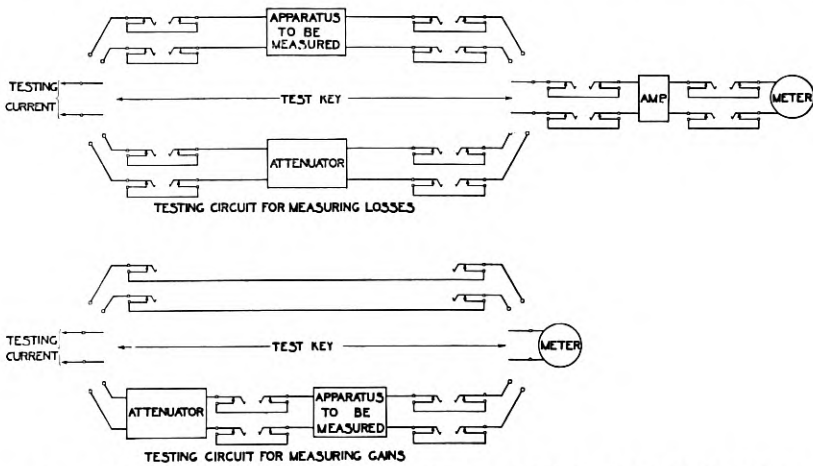 APPARATUS
TO BE
MEASURED
TESTING
CURRENT
TEST KEY
AMP
METER
ATTENUATOR
TESTING CIRCUIT FOR MEASURING LOSSES
TESTING
CURRENT
TEST KEY
METER
ATTENUATOR
APPARATUS
TO BE
MEASURED
TESTING CIRCUIT FOR MEASURING GAINS